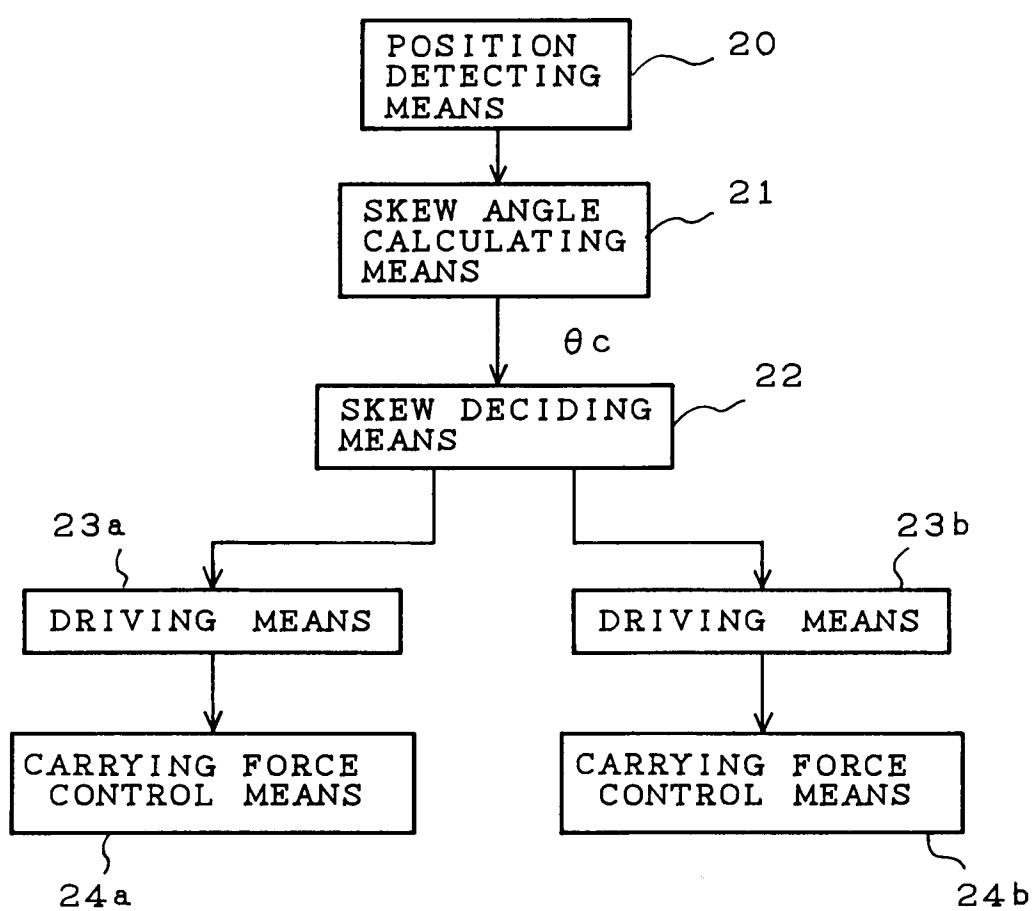 POSITION
DETECTING
MEANS
20
SKEW ANGLE
CALCULATING
MEANS
21
θc
SKEW DECIDING
MEANS
22
23a
23b
DRIVING MEANS
DRIVING MEANS
CARRYING FORCE
CONTROL MEANS
CARRYING FORCE
CONTROL MEANS
24a
24b